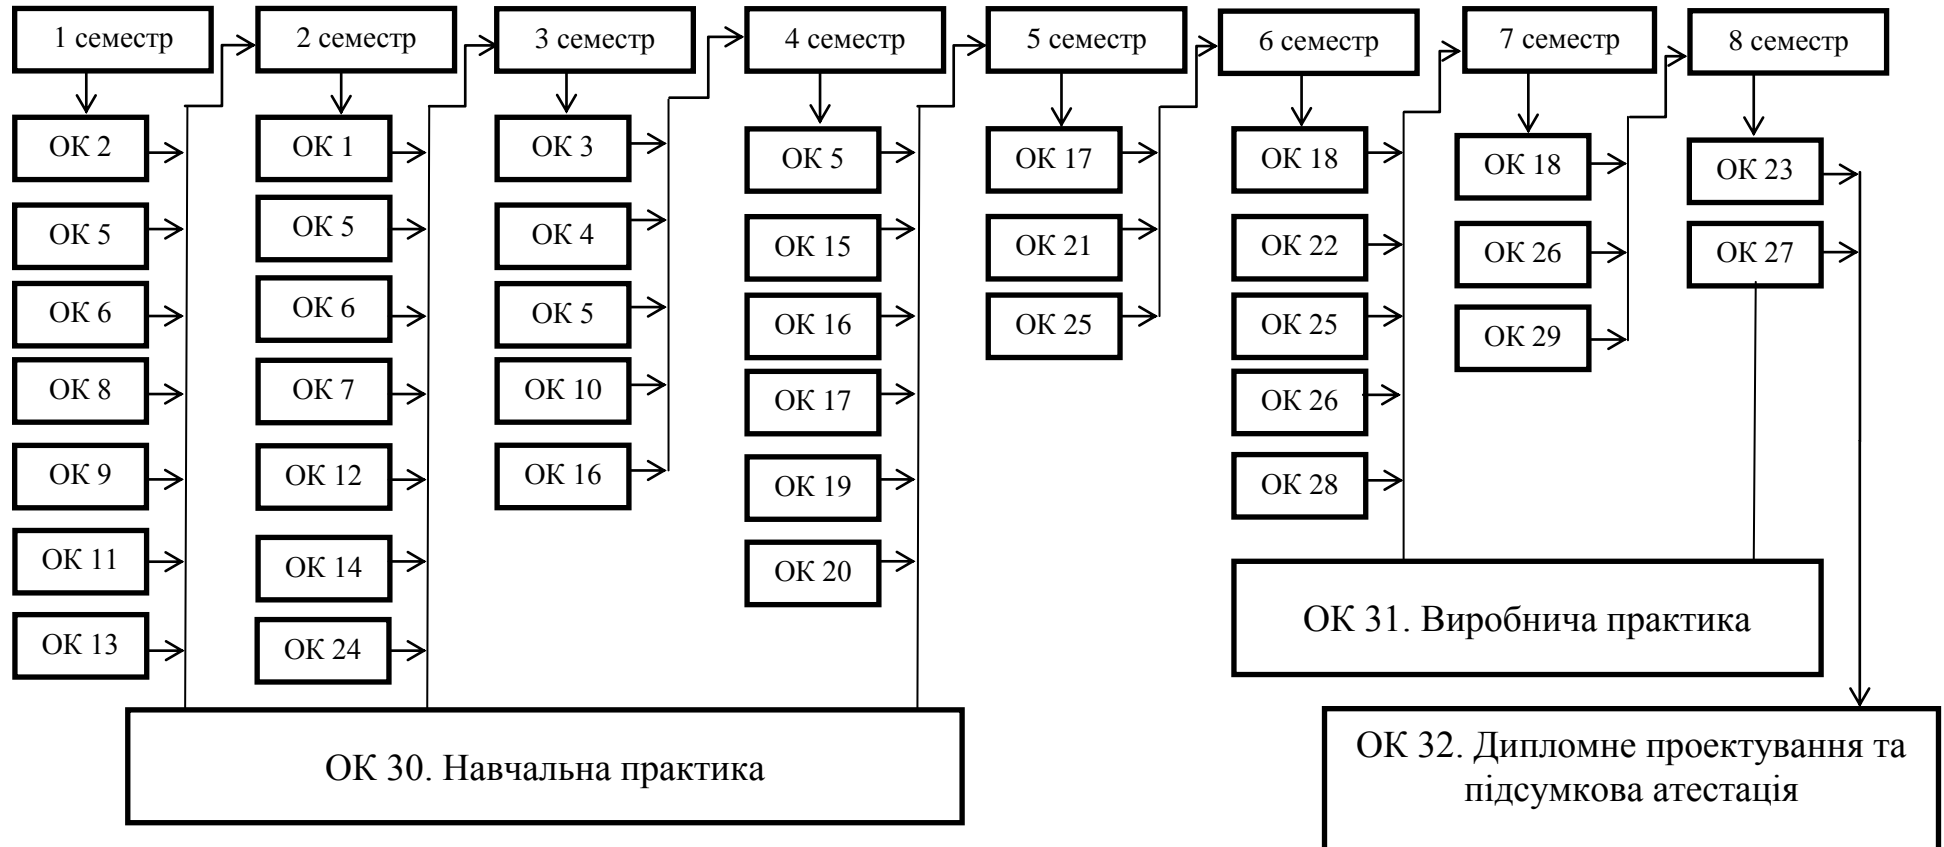 1 семестр
2 семестр
3 семестр
4 семестр
5 семестр
6 семестр
7 семестр
8 семестр
ОК 2
ОК 5
ОК 6
ОК 8
ОК 9
ОК 11
ОК 13
ОК 1
ОК 5
ОК 6
ОК 7
ОК 12
ОК 14
ОК 24
ОК 3
ОК 4
ОК 5
ОК 10
ОК 16
ОК 5
ОК 15
ОК 16
ОК 17
ОК 19
ОК 20
ОК 17
ОК 21
ОК 25
ОК 18
ОК 22
ОК 25
ОК 26
ОК 28
ОК 18
ОК 26
ОК 29
ОК 23
ОК 27
ОК 30. Навчальна практика
ОК 31. Виробнича практика
ОК 32. Дипломне проектування та
підсумкова атестація